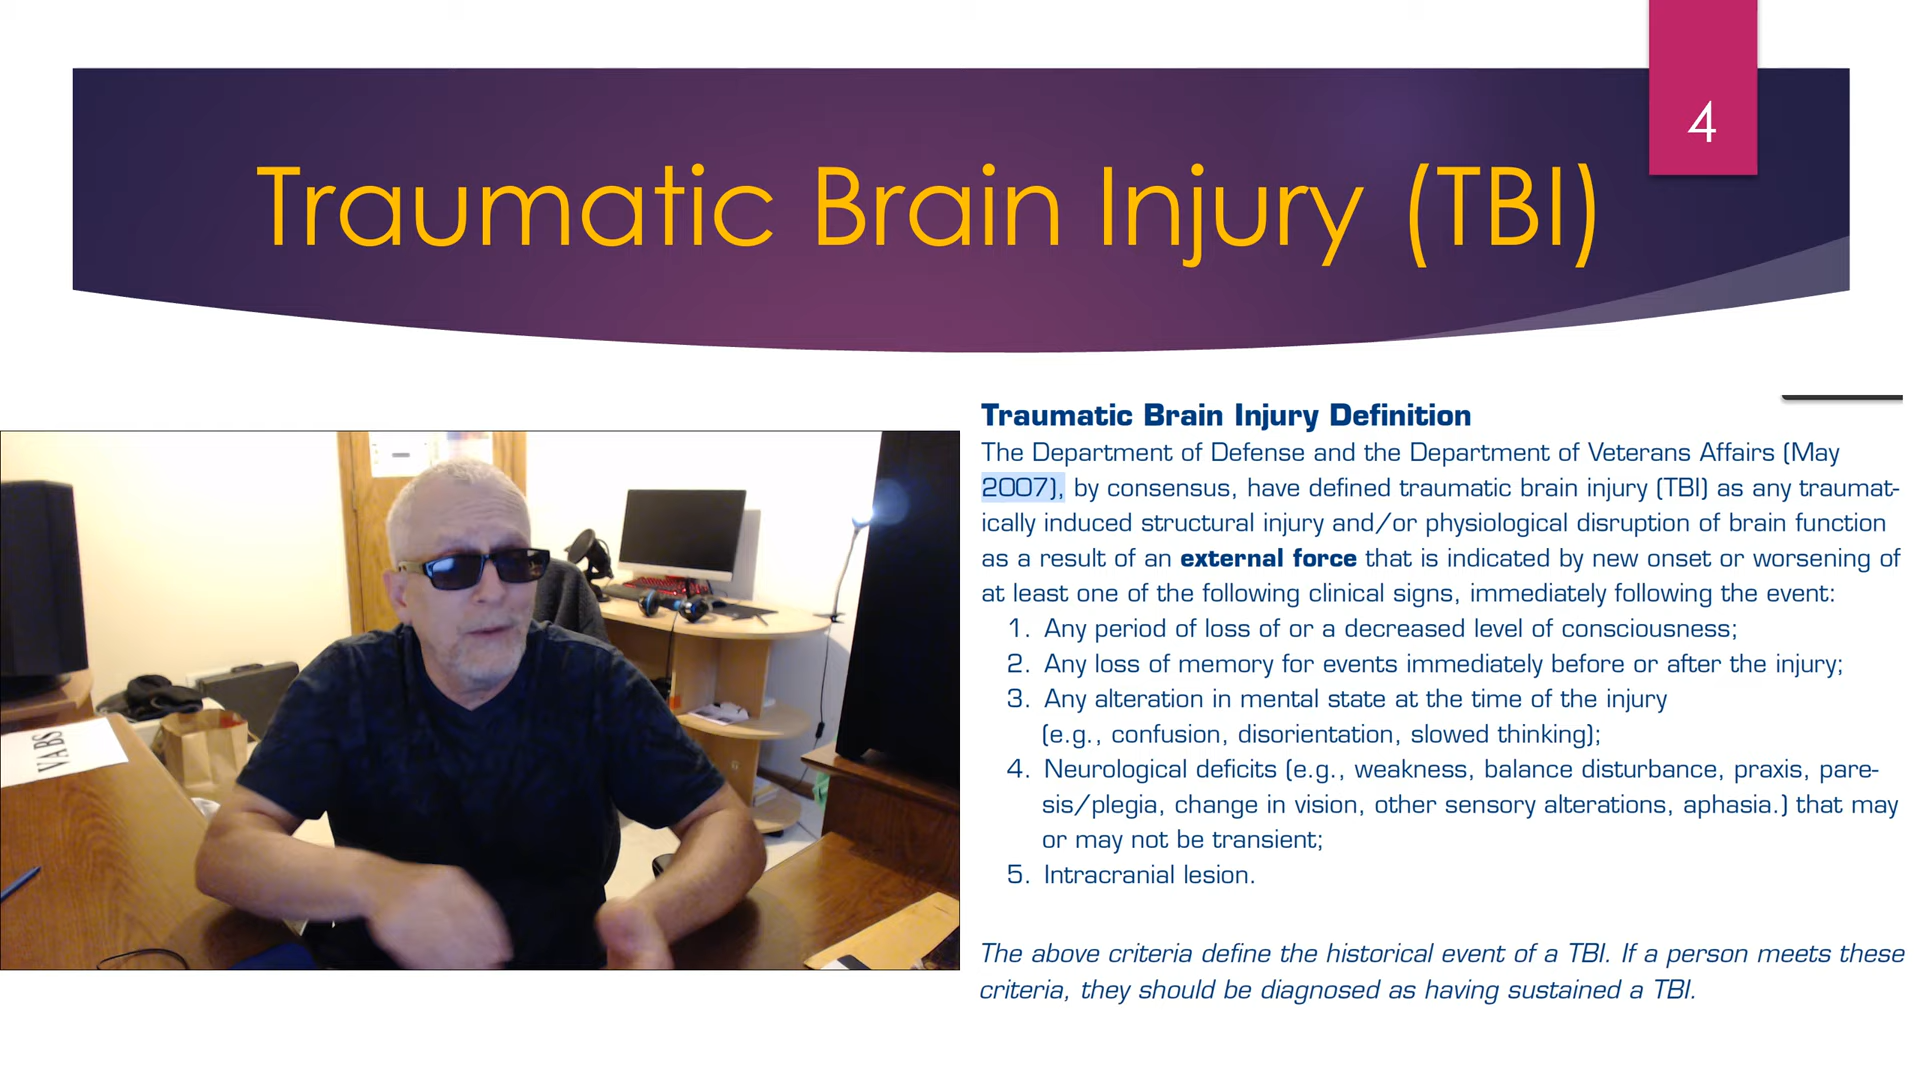 4
Traumatic Brain Injury (TBI)
Traumatic Brain Injury Definition
The Department of Defense and the Department of Veterans Affairs (May
2007), by consensus, have defined traumatic brain injury (TBI) as any traumat-
ically induced structural injury and/or physiological disruption of brain function
as a result of an external force that is indicated by new onset or worsening of
at least one of the following clinical signs, immediately following the event:
1. Any period of loss of or a decreased level of consciousness;
2. Any loss of memory for events immediately before or after the injury;
3. Any alteration in mental state at the time of the injury
(e.g., confusion, disorientation, slowed thinking);
4. Neurological deficits (e.g., weakness, balance disturbance, praxis, pare-
sis/plegia, change in vision, other sensory alterations, aphasia.) that may
or may not be transient;
5. Intracranial lesion.
The above criteria define the historical event of a TBI. If a person meets these
criteria, they should be diagnosed as having sustained a TBI.
VA BS